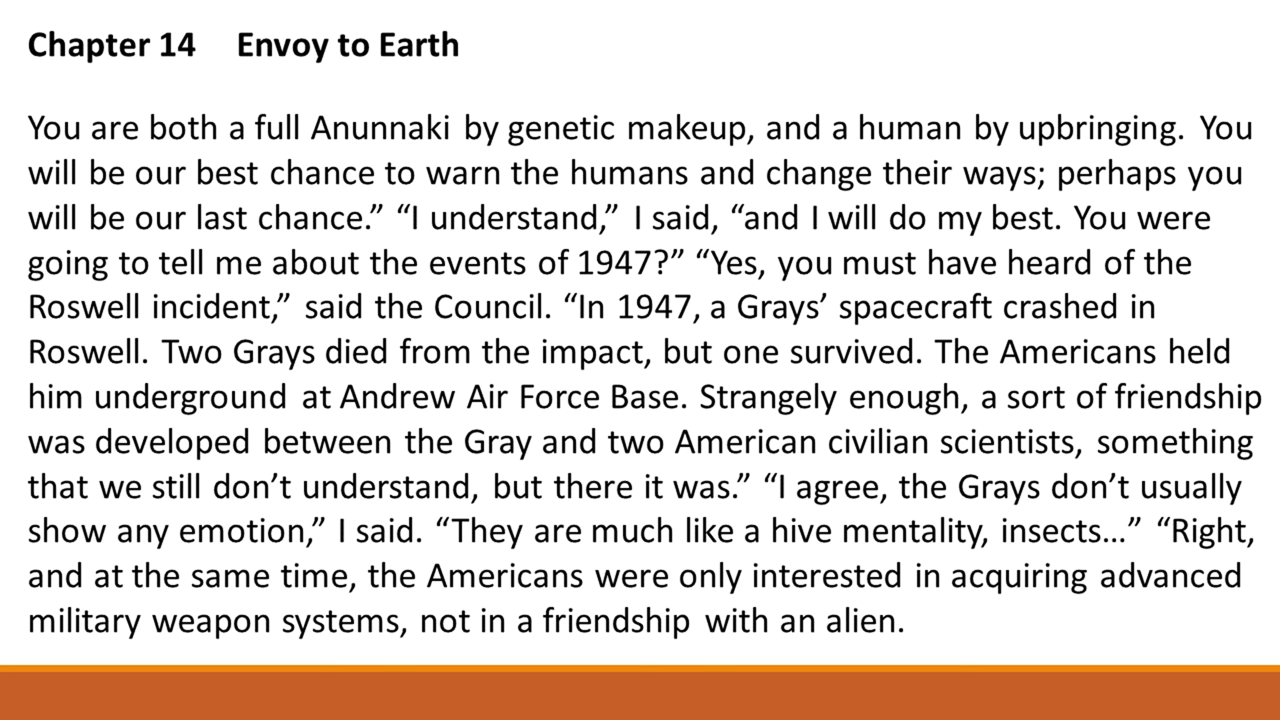 Chapter 14 Envoy to Earth
You are both a full Anunnaki by genetic makeup, and a human by upbringing. You
will be our best chance to warn the humans and change their ways; perhaps you
will be our last chance.” “I understand,” I said, “and I will do my best. You were
going to tell me about the events of 1947?” “Yes, you must have heard of the
Roswell incident,” said the Council. “In 1947, a Grays’ spacecraft crashed in
Roswell. Two Grays died from the impact, but one survived. The Americans held
him underground at Andrew Air Force Base. Strangely enough, a sort of friendship
was developed between the Gray and two American civilian scientists, something
that we still don’t understand, but there it was.” “I agree, the Grays don’t usually
show any emotion,” I said. “They are much like a hive mentality, insects…” “Right,
and at the same time, the Americans were only interested in acquiring advanced
military weapon systems, not in a friendship with an alien.